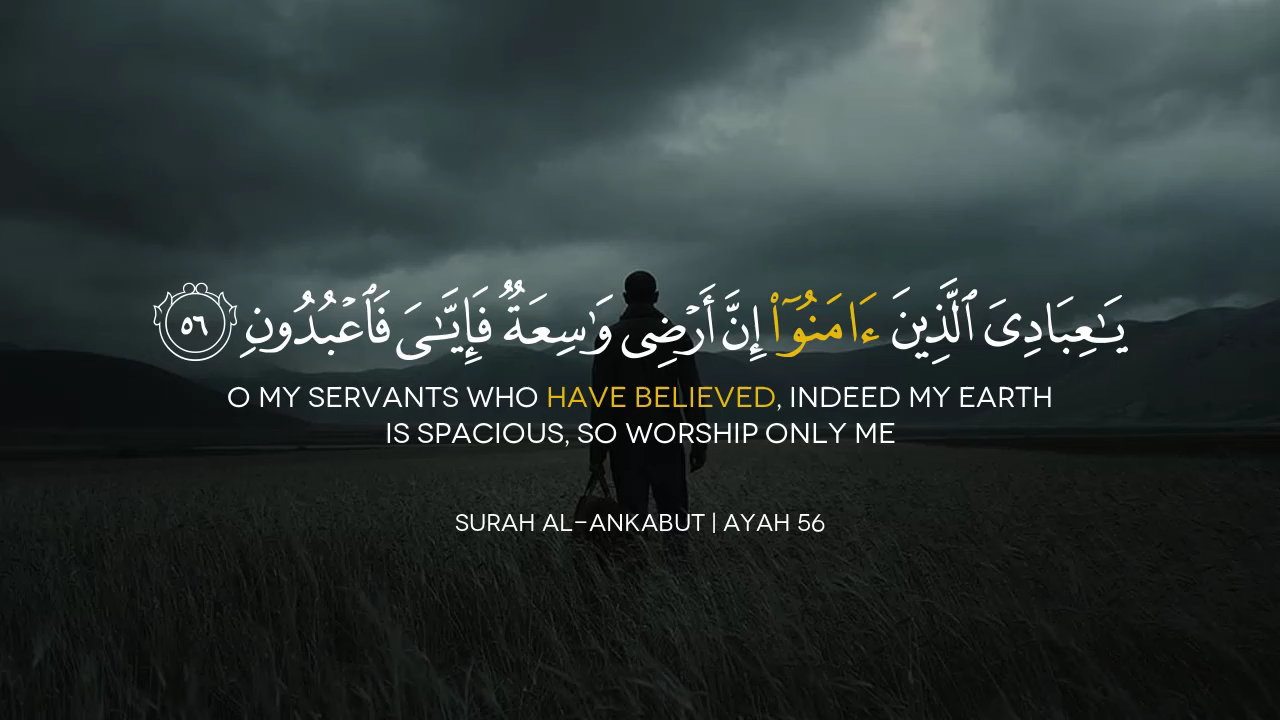 يَـٰعِبَادِىَ ٱلَّذِينَ ءَامَنُوٓا۟ إِنَّ أَرْضِى وَٰسِعَةٌ فَإِيَّـٰىَ فَٱعْبُدُونِ ٥٦
O MY SERVANTS WHO HAVE BELIEVED, INDEED MY EARTH
IS SPACIOUS, SO WORSHIP ONLY ME
SURAH AL-ANKABUT | AYAH 56